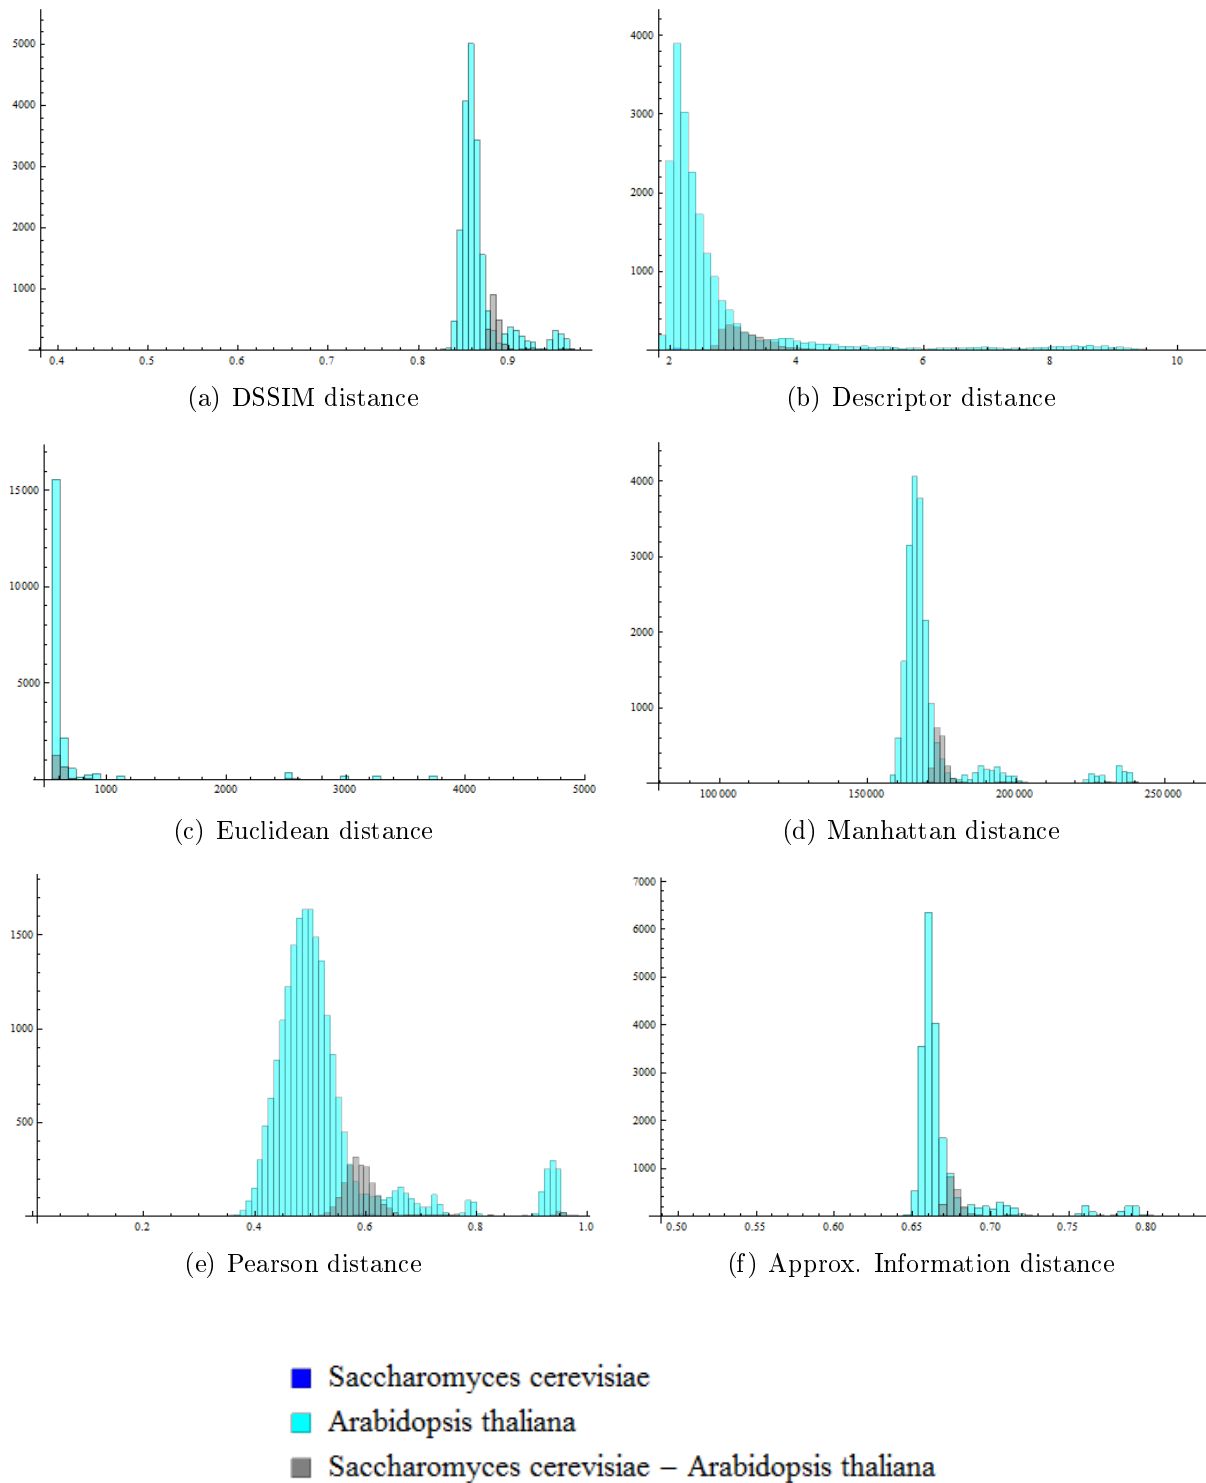 5000
4000
3000
2000
1000
0.4 0.5 0.6 0.7 0.8 0.9
(a) DSSIM distance
4000
3000
2000
1000
2 4 6 8 10
(b) Descriptor distance
15000
10000
5000
1000 2000 3000 4000 5000
(c) Euclidean distance
4000
3000
2000
1000
100000 150000 200000 250000
(d) Manhattan distance
1500
1000
500
0.2 0.4 0.6 0.8 1.0
(e) Pearson distance
7000
6000
5000
4000
3000
2000
1000
0.50 0.55 0.60 0.65 0.70 0.75 0.80
(f) Approx. Information distance
Saccharomyces cerevisiae
Arabidopsis thaliana
Saccharomyces cerevisiae – Arabidopsis thaliana